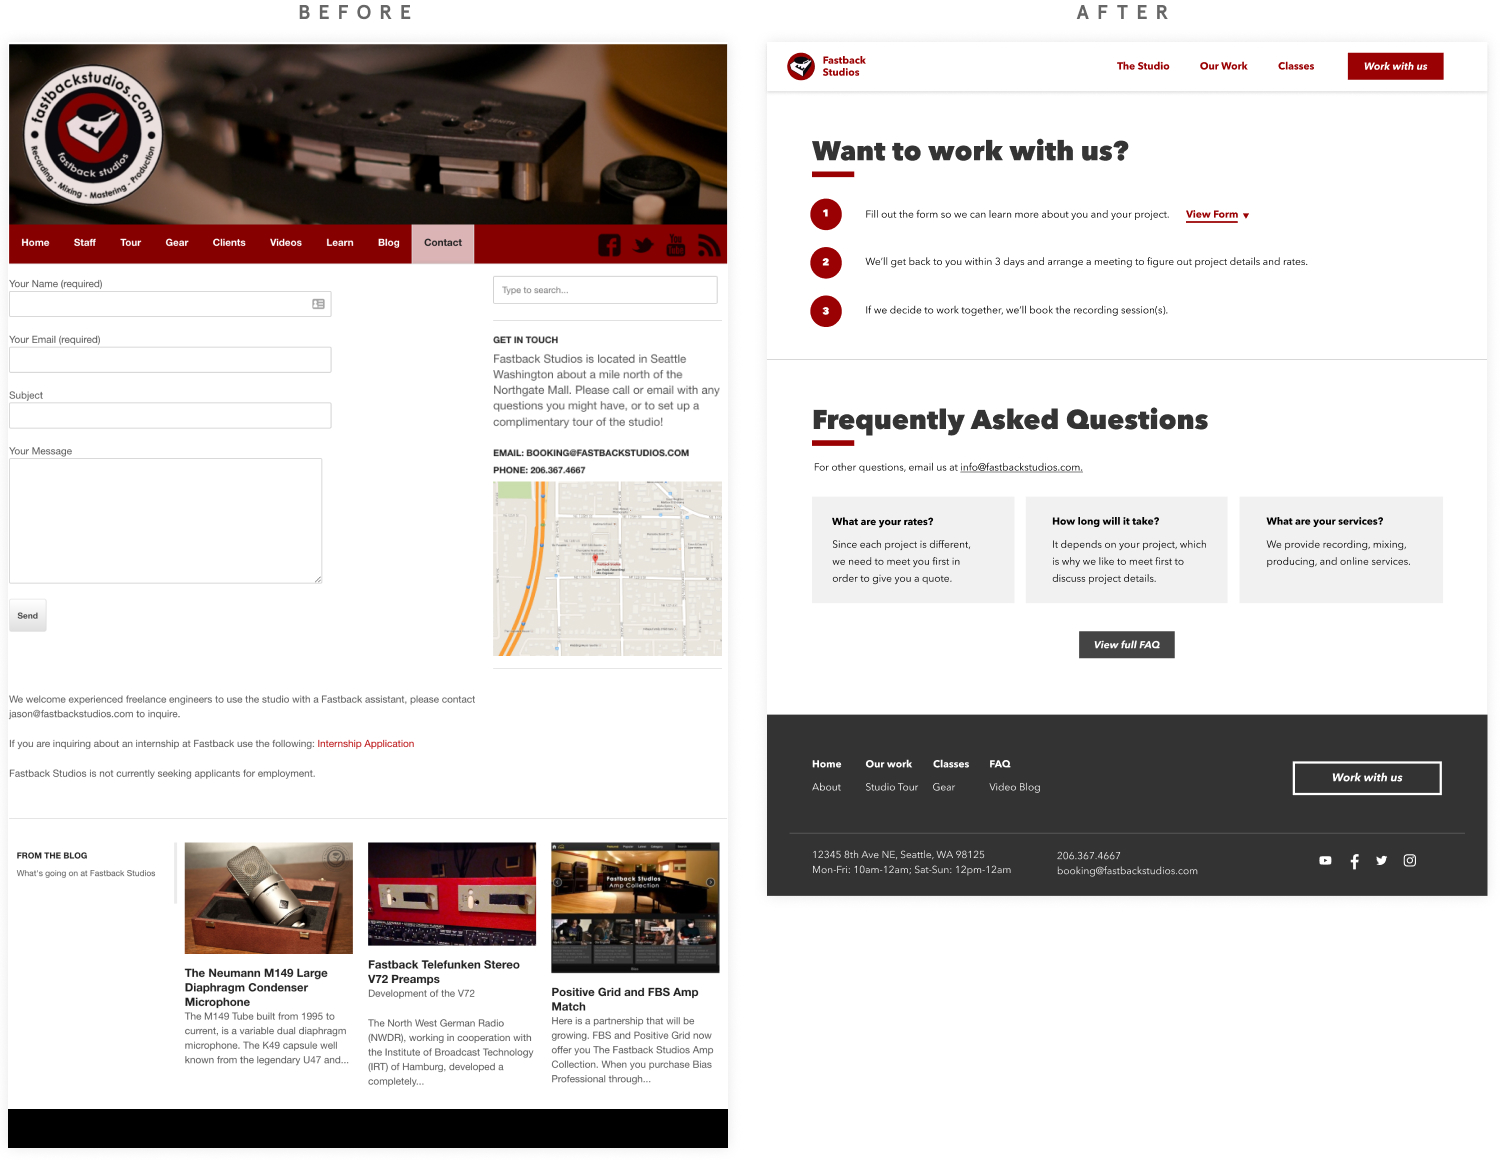 BEFORE
AFTER
fastbackstudios.com
fastback studios
Recording - Mixing - Mastering - Production
Home Staff Tour Gear Clients Videos Learn Blog Contact
You
Tube
Your Name (required)
Your Email (required)
Subject
Your Message
Send
Type to search...
GET IN TOUCH
Fastback Studios is located in Seattle
Washington about a mile north of the
Northgate Mall. Please call or email with any
questions you might have, or to set up a
complimentary tour of the studio!
EMAIL: BOOKING@FASTBACKSTUDIOS.COM
PHONE: 206.367.4667
Fastback Studios
We welcome experienced freelance engineers to use the studio with a Fastback assistant, please contact
jason@fastbackstudios.com to inquire.
If you are inquiring about an internship at Fastback use the following: Internship Application
Fastback Studios is not currently seeking applicants for employment.
FROM THE BLOG
What's going on at Fastback Studios
The Neumann M149 Large
Diaphragm Condenser
Microphone
The M149 Tube built from 1995 to
current, is a variable dual diaphragm
microphone. The K49 capsule well
known from the legendary U47 and...
Fastback Telefunken Stereo
V72 Preamps
Development of the V72
The North West German Radio
(NWDR), working in cooperation with
the Institute of Broadcast Technology
(IRT) of Hamburg, developed a
completely...
Fastback Studios
Amp Collection
Positive Grid and FBS Amp
Match
Here is a partnership that will be
growing. FBS and Positive Grid now
offer you The Fastback Studios Amp
Collection. When you purchase Bias
Professional through...
Fastback
Studios
The Studio Our Work Classes Work with us
Want to work with us?
1 Fill out the form so we can learn more about you and your project. View Form
2 We'll get back to you within 3 days and arrange a meeting to figure out project details and rates.
3 If we decide to work together, we'll book the recording session(s).
Frequently Asked Questions
For other questions, email us at info@fastbackstudios.com.
What are your rates?
Since each project is different,
we need to meet you first in
order to give you a quote.
How long will it take?
It depends on your project, which
is why we like to meet first to
discuss project details.
What are your services?
We provide recording, mixing,
producing, and online services.
View full FAQ
Home Our work Classes FAQ
About Studio Tour Gear Video Blog
Work with us
12345 8th Ave NE, Seattle, WA 98125
Mon-Fri: 10am-12am; Sat-Sun: 12pm-12am
206.367.4667
booking@fastbackstudios.com